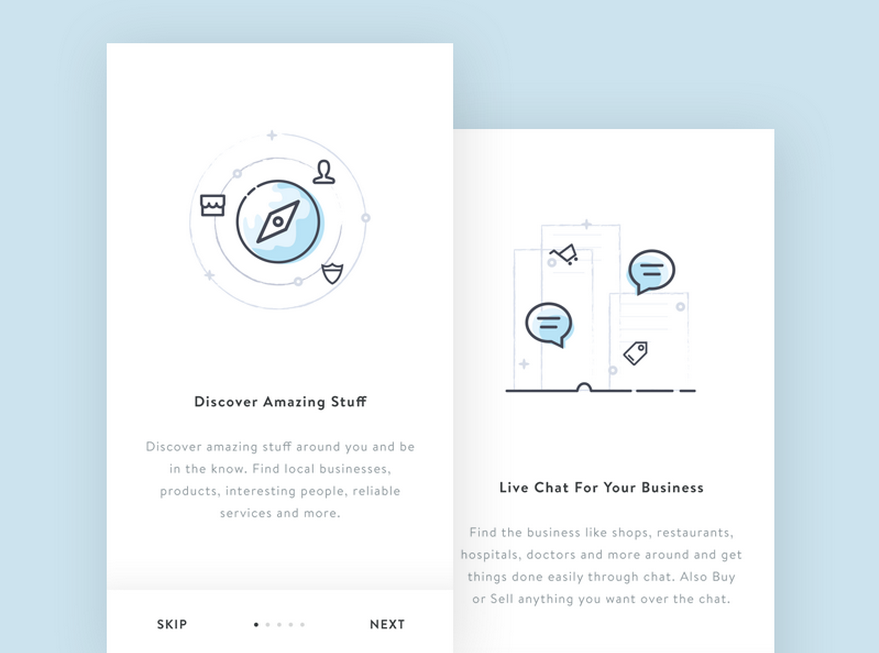 Discover Amazing Stuff
Discover amazing stuff around you and be
in the know. Find local businesses,
products, interesting people, reliable
services and more.
SKIP
NEXT
Live Chat For Your Business
Find the business like shops, restaurants,
hospitals, doctors and more around and get
things done easily through chat. Also Buy
or Sell anything you want over the chat.